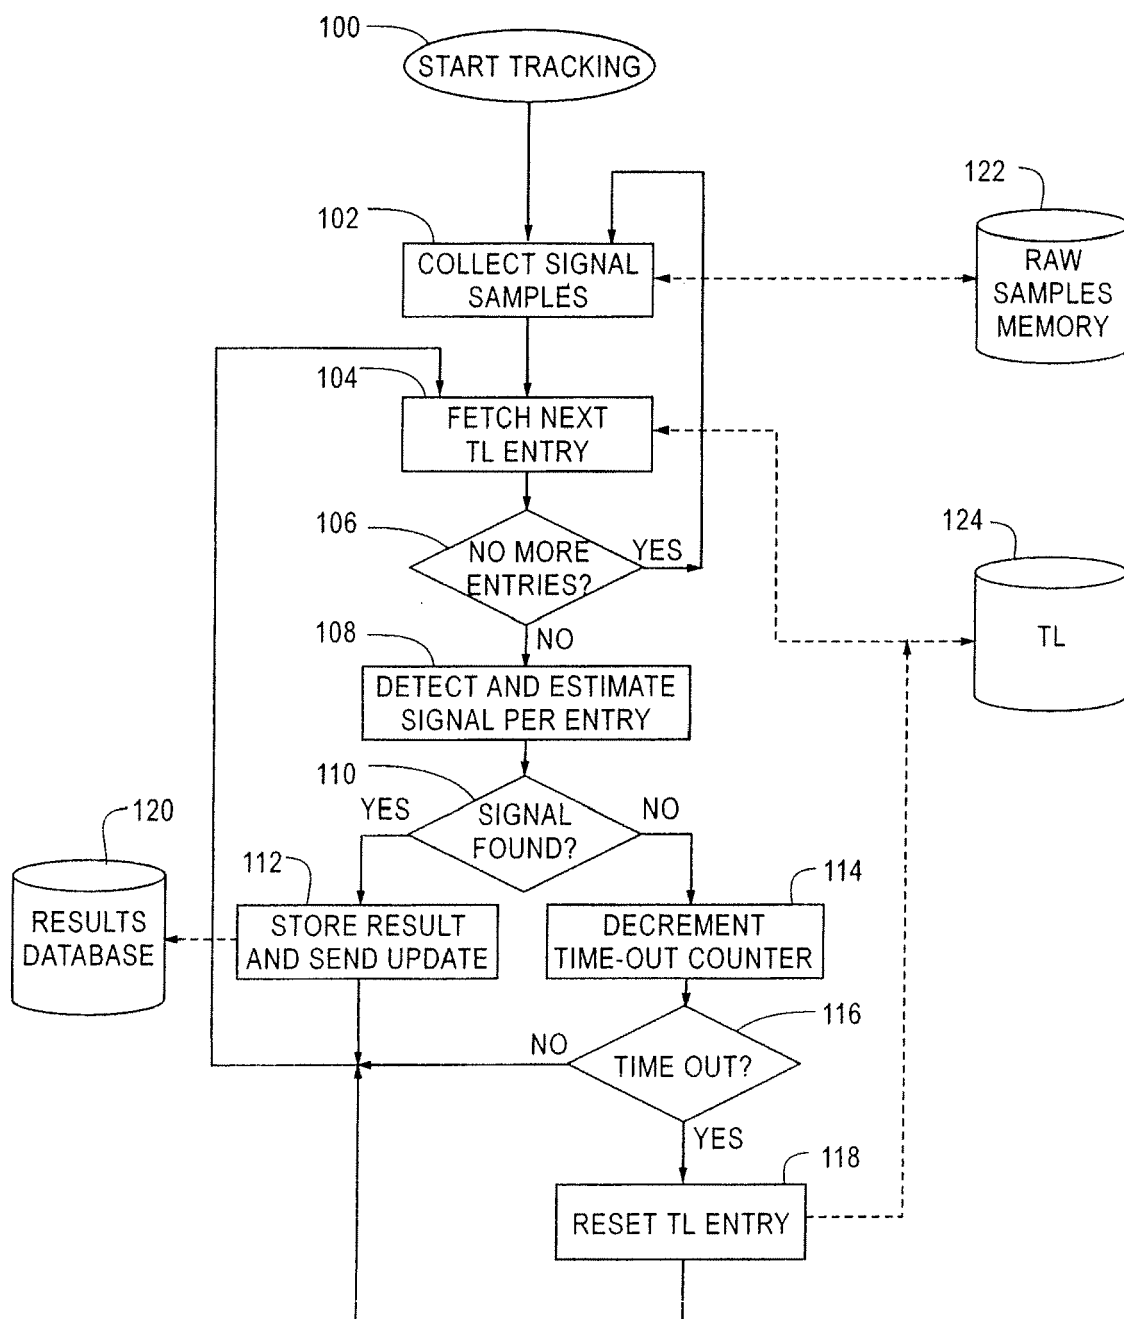 100
START TRACKING
122
102
COLLECT SIGNAL
SAMPLES
RAW
SAMPLES
MEMORY
104
FETCH NEXT
TL ENTRY
106
NO MORE
ENTRIES?
YES
124
TL
108
NO
DETECT AND ESTIMATE
SIGNAL PER ENTRY
110
YES
SIGNAL
FOUND?
NO
120
112
114
RESULTS
DATABASE
STORE RESULT
AND SEND UPDATE
DECREMENT
TIME-OUT COUNTER
116
NO
TIME OUT?
YES
118
RESET TL ENTRY